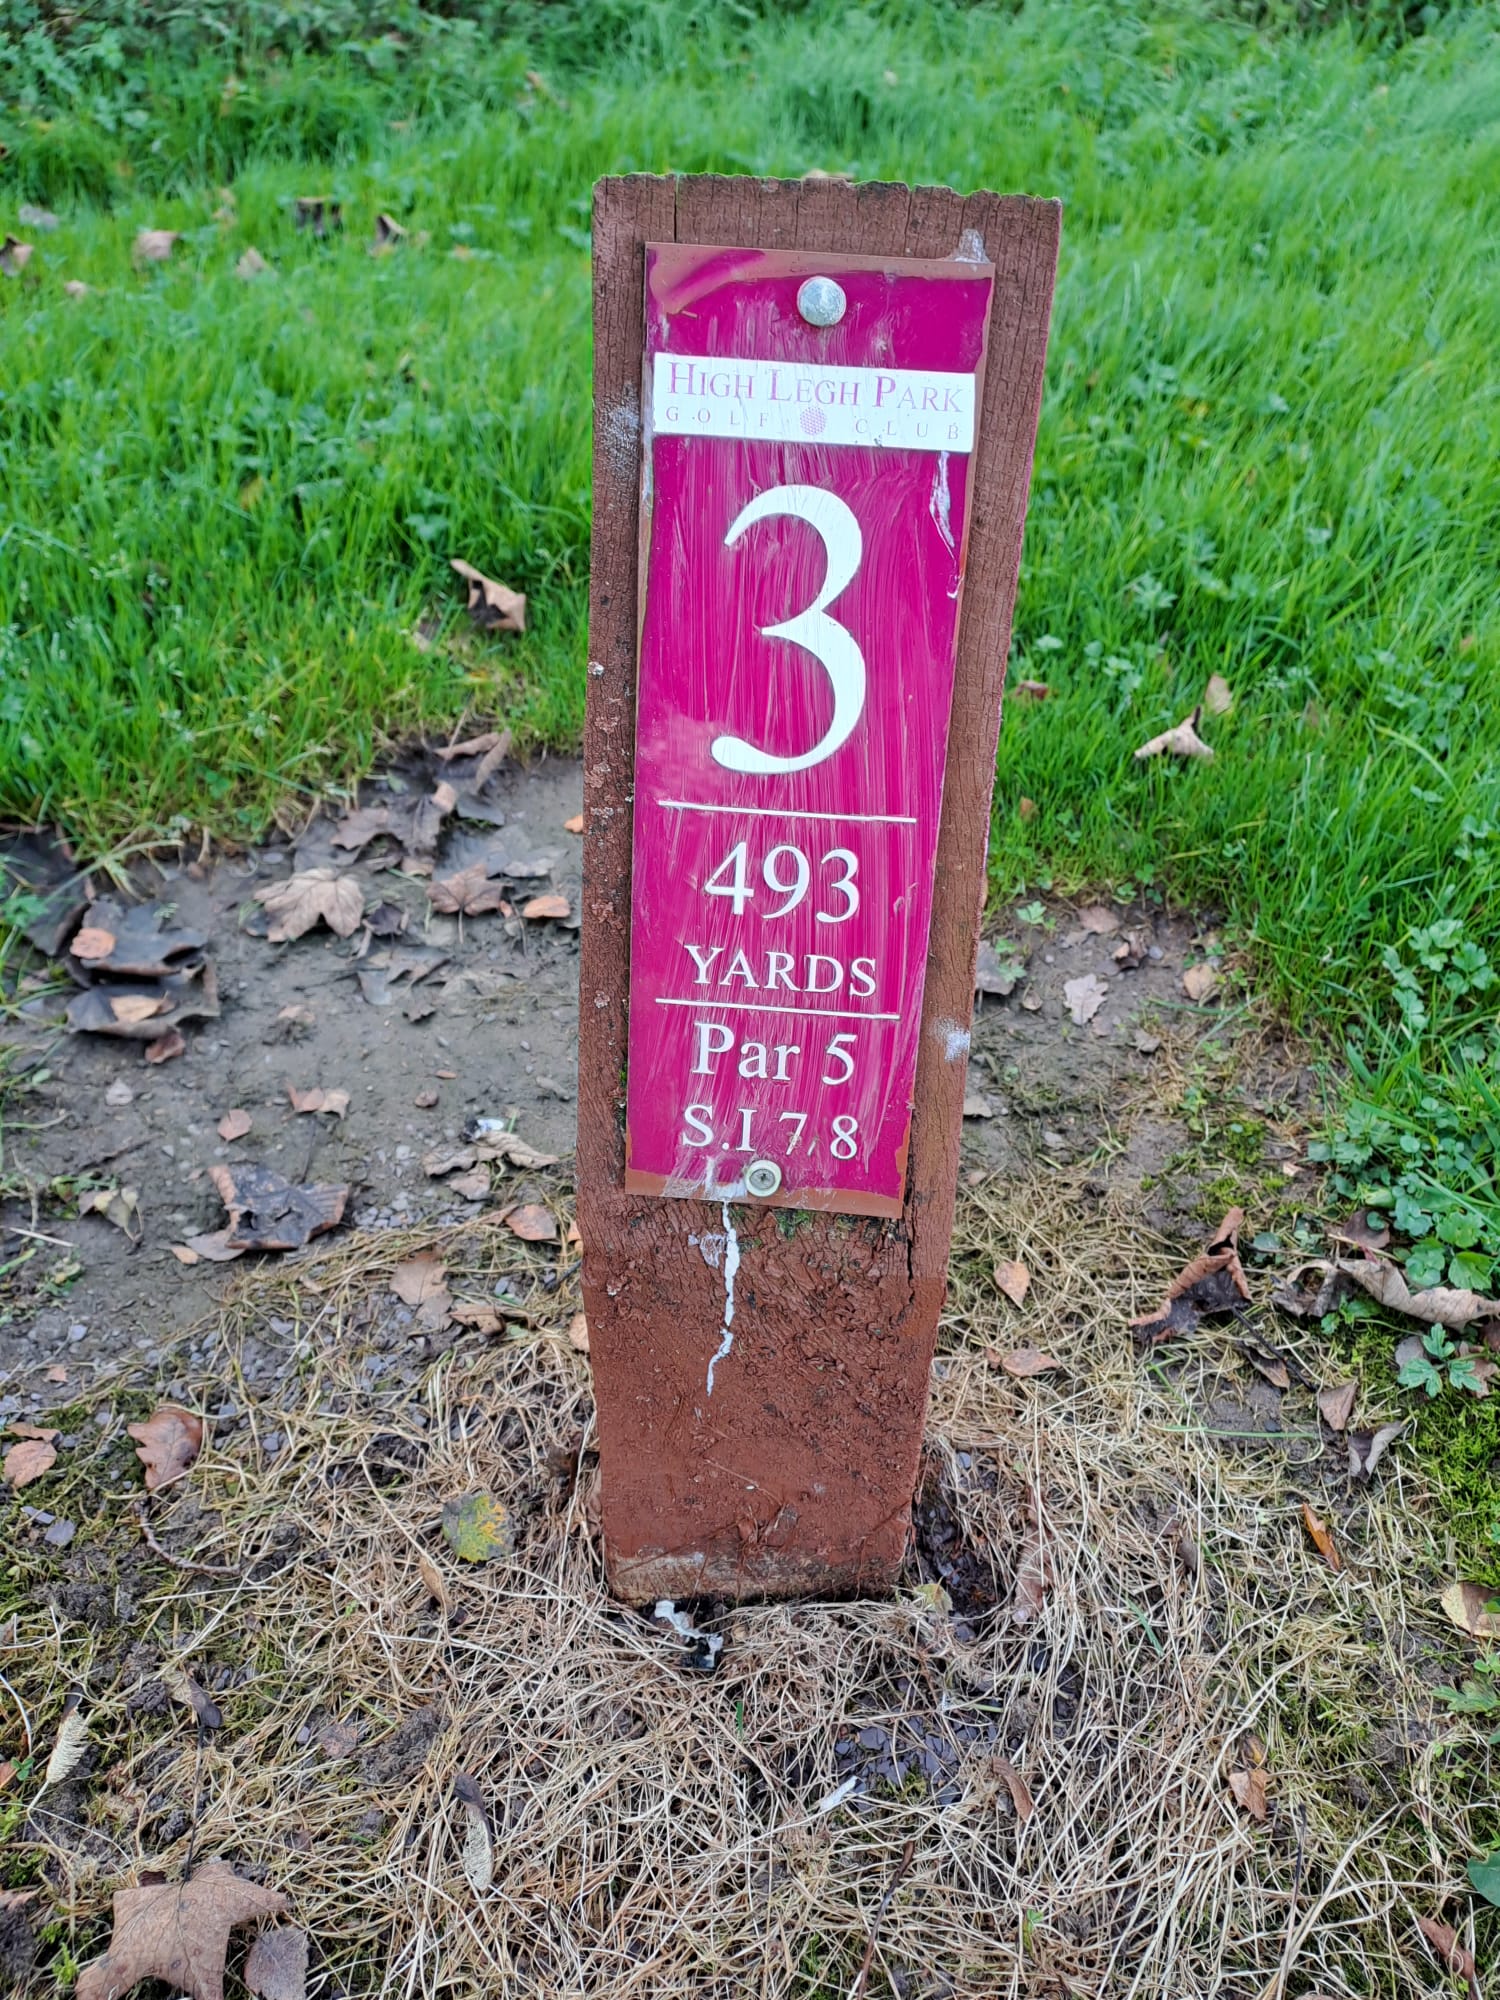 HIGH LEGH PARK
GOLF CLUB
3
493
YARDS
Par 5
S.I 7/8